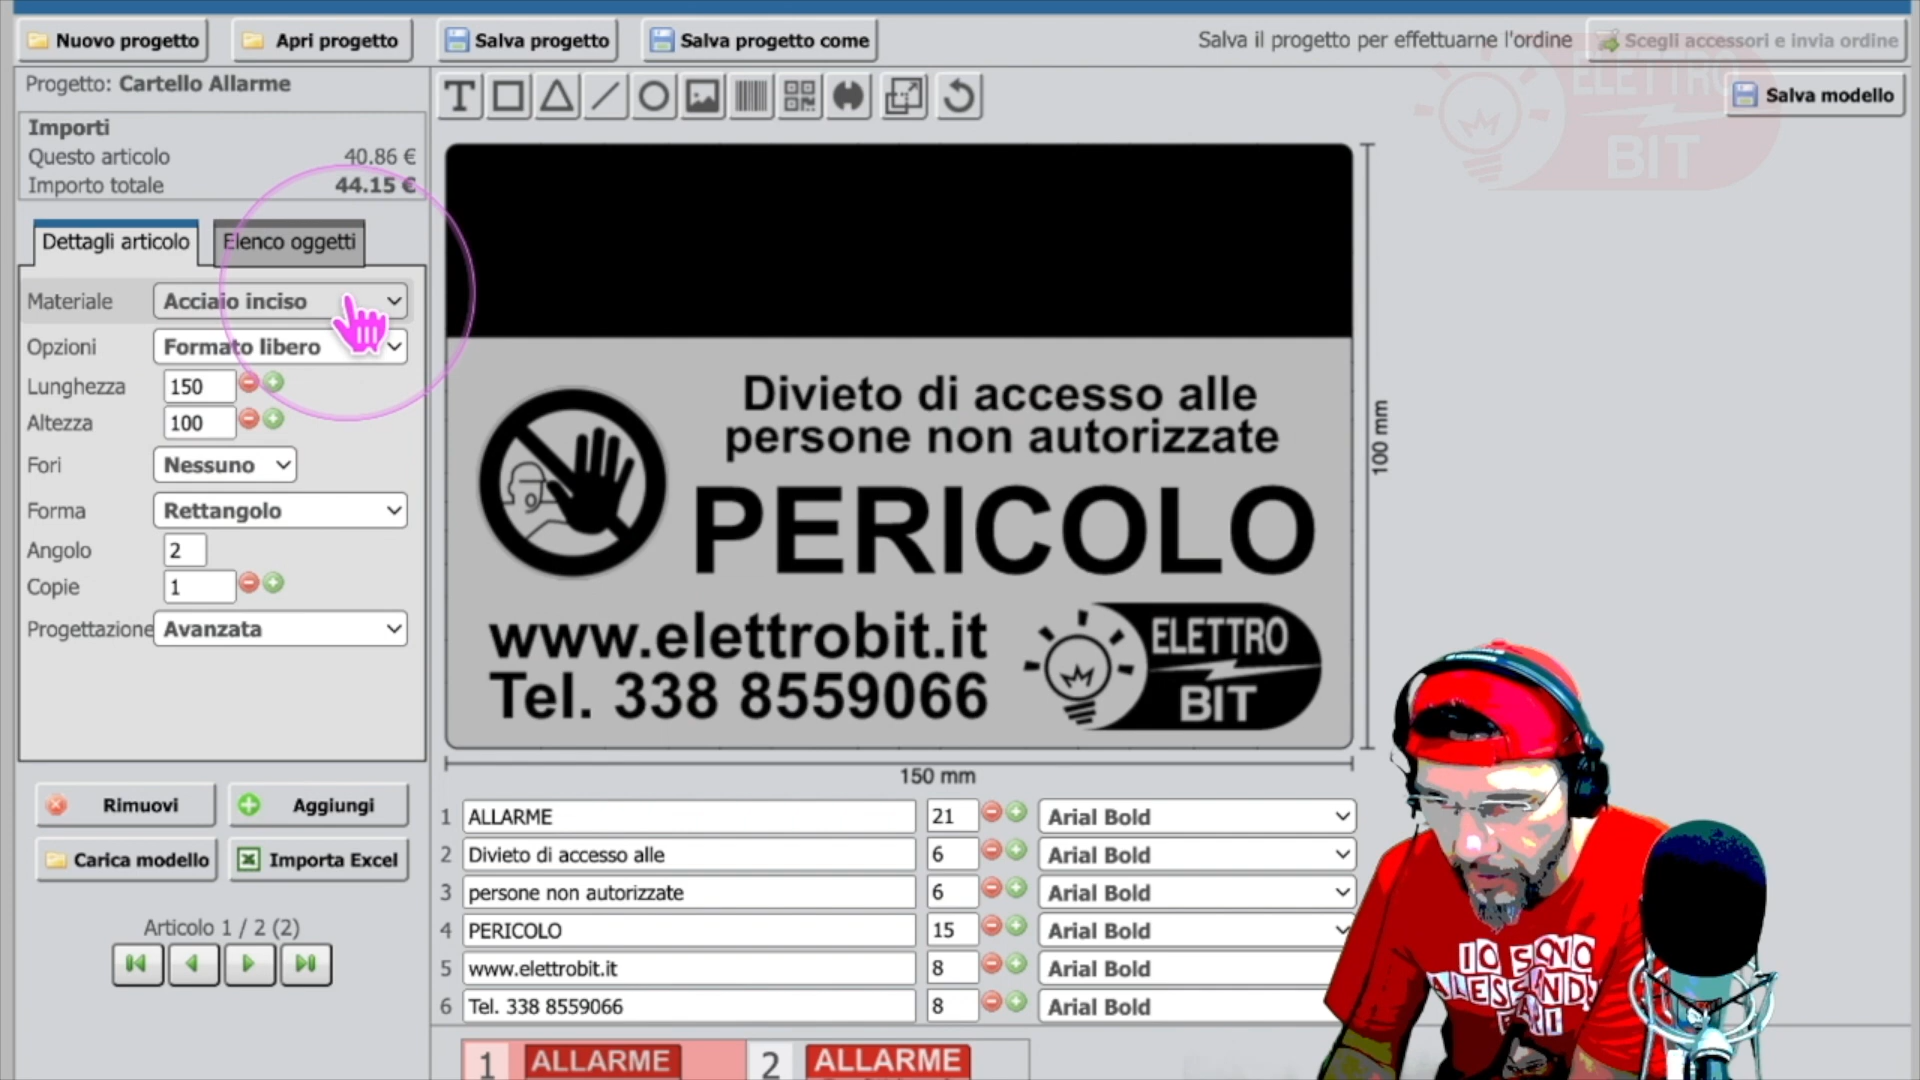 Nuovo progetto
Apri progetto
Salva progetto
Salva progetto come
Salva il progetto per effettuarne l'ordine
Scegli accessori e invia ordine
Progetto: Cartello Allarme
Salva modello
ELETTRO
BIT
Importi
Questo articolo 40.86 €
Importo totale 44.15 €
Dettagli articolo
Elenco oggetti
Materiale Acciaio inciso
Opzioni Formato libero
Lunghezza 150
Altezza 100
Fori Nessuno
Forma Rettangolo
Angolo 2
Copie 1
Progettazione Avanzata
Divieto di accesso alle
persone non autorizzate
PERICOLO
www.elettrobit.it
Tel. 338 8559066
ELETTRO
BIT
100 mm
150 mm
Rimuovi
Aggiungi
Carica modello
Importa Excel
Articolo 1 / 2 (2)
1 ALLARME 21 Arial Bold
2 Divieto di accesso alle 6 Arial Bold
3 persone non autorizzate 6 Arial Bold
4 PERICOLO 15 Arial Bold
5 www.elettrobit.it 8 Arial Bold
6 Tel. 338 8559066 8 Arial Bold
1 ALLARME
2 ALLARME
IO SONO